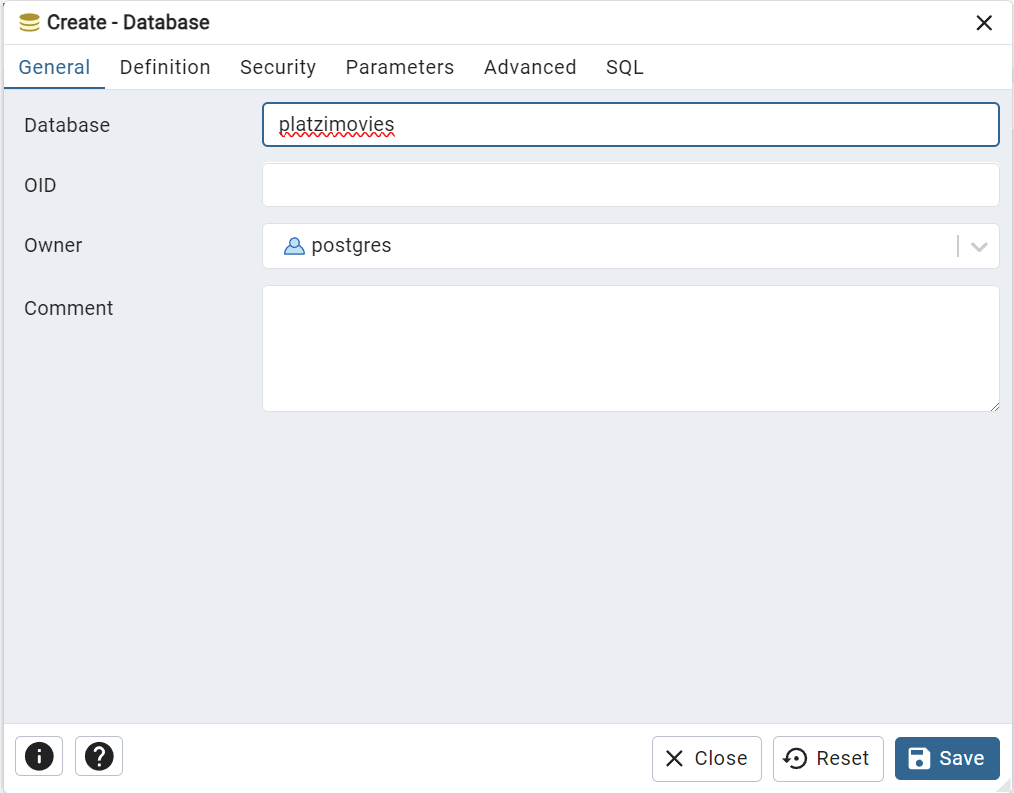 Create - Database
General Definition Security Parameters Advanced SQL
Database platzimovies
OID
Owner postgres
Comment
Close Reset Save